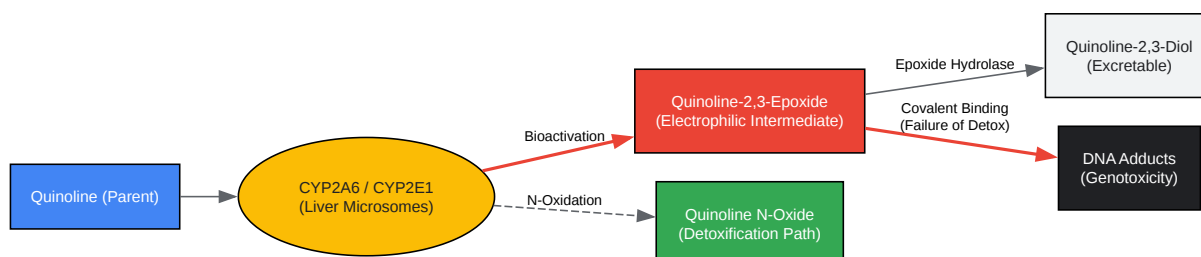 Quinoline (Parent)
CYP2A6 / CYP2E1
(Liver Microsomes)
Bioactivation
N-Oxidation
Quinoline-2,3-Epoxide
(Electrophilic Intermediate)
Quinoline N-Oxide
(Detoxification Path)
Epoxide Hydrolase
Covalent Binding
(Failure of Detox)
Quinoline-2,3-Diol
(Excretable)
DNA Adducts
(Genotoxicity)